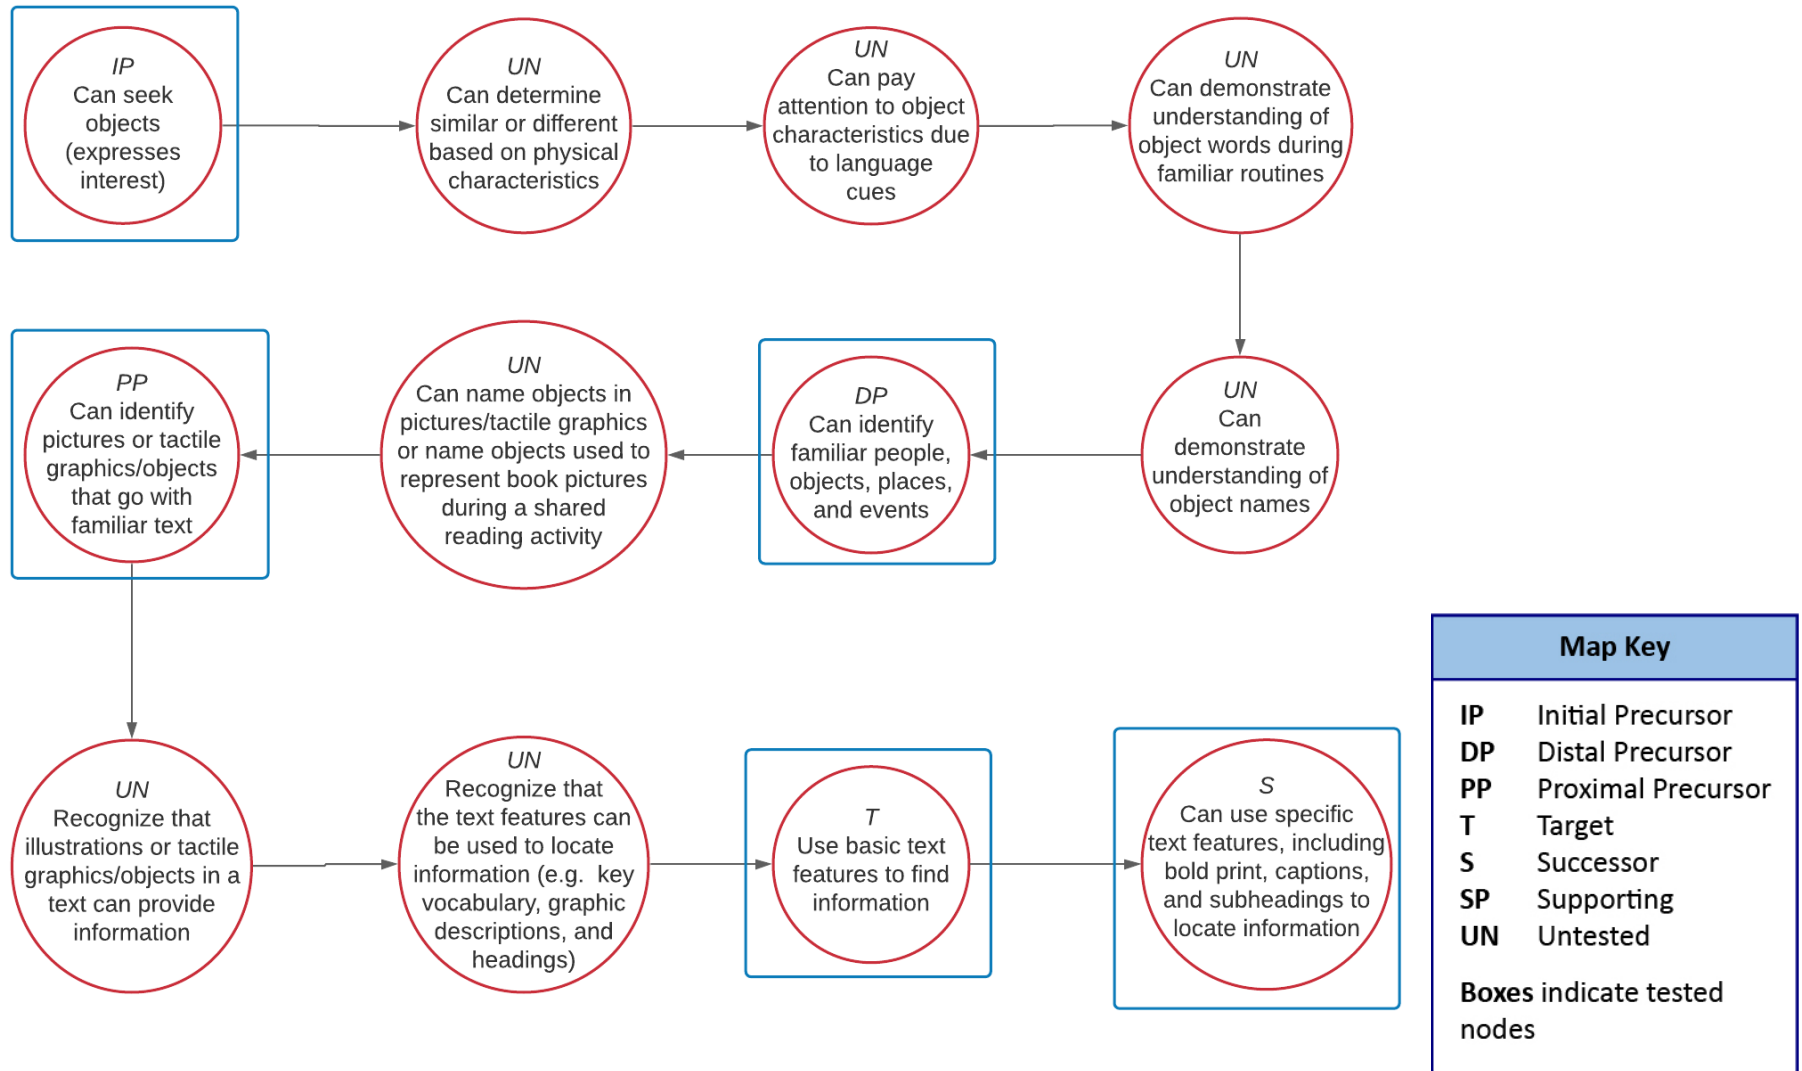 IP
Can seek
objects
(expresses
interest)
UN
Can determine
similar or different
based on physical
characteristics
UN
Can pay
attention to object
characteristics due
to language
cues
UN
Can demonstrate
understanding of
object words during
familiar routines
UN
Can
demonstrate
understanding of
object names
DP
Can identify
familiar people,
objects, places,
and events
UN
Can name objects in
pictures/tactile graphics
or name objects used to
represent book pictures
during a shared
reading activity
PP
Can identify
pictures or tactile
graphics/objects
that go with
familiar text
UN
Recognize that
illustrations or tactile
graphics/objects in a
text can provide
information
UN
Recognize that
the text features can
be used to locate
information (e.g. key
vocabulary, graphic
descriptions, and
headings)
T
Use basic text
features to find
information
S
Can use specific
text features, including
bold print, captions,
and subheadings to
locate information
Map Key
IP Initial Precursor
DP Distal Precursor
PP Proximal Precursor
T Target
S Successor
SP Supporting
UN Untested
Boxes indicate tested
nodes